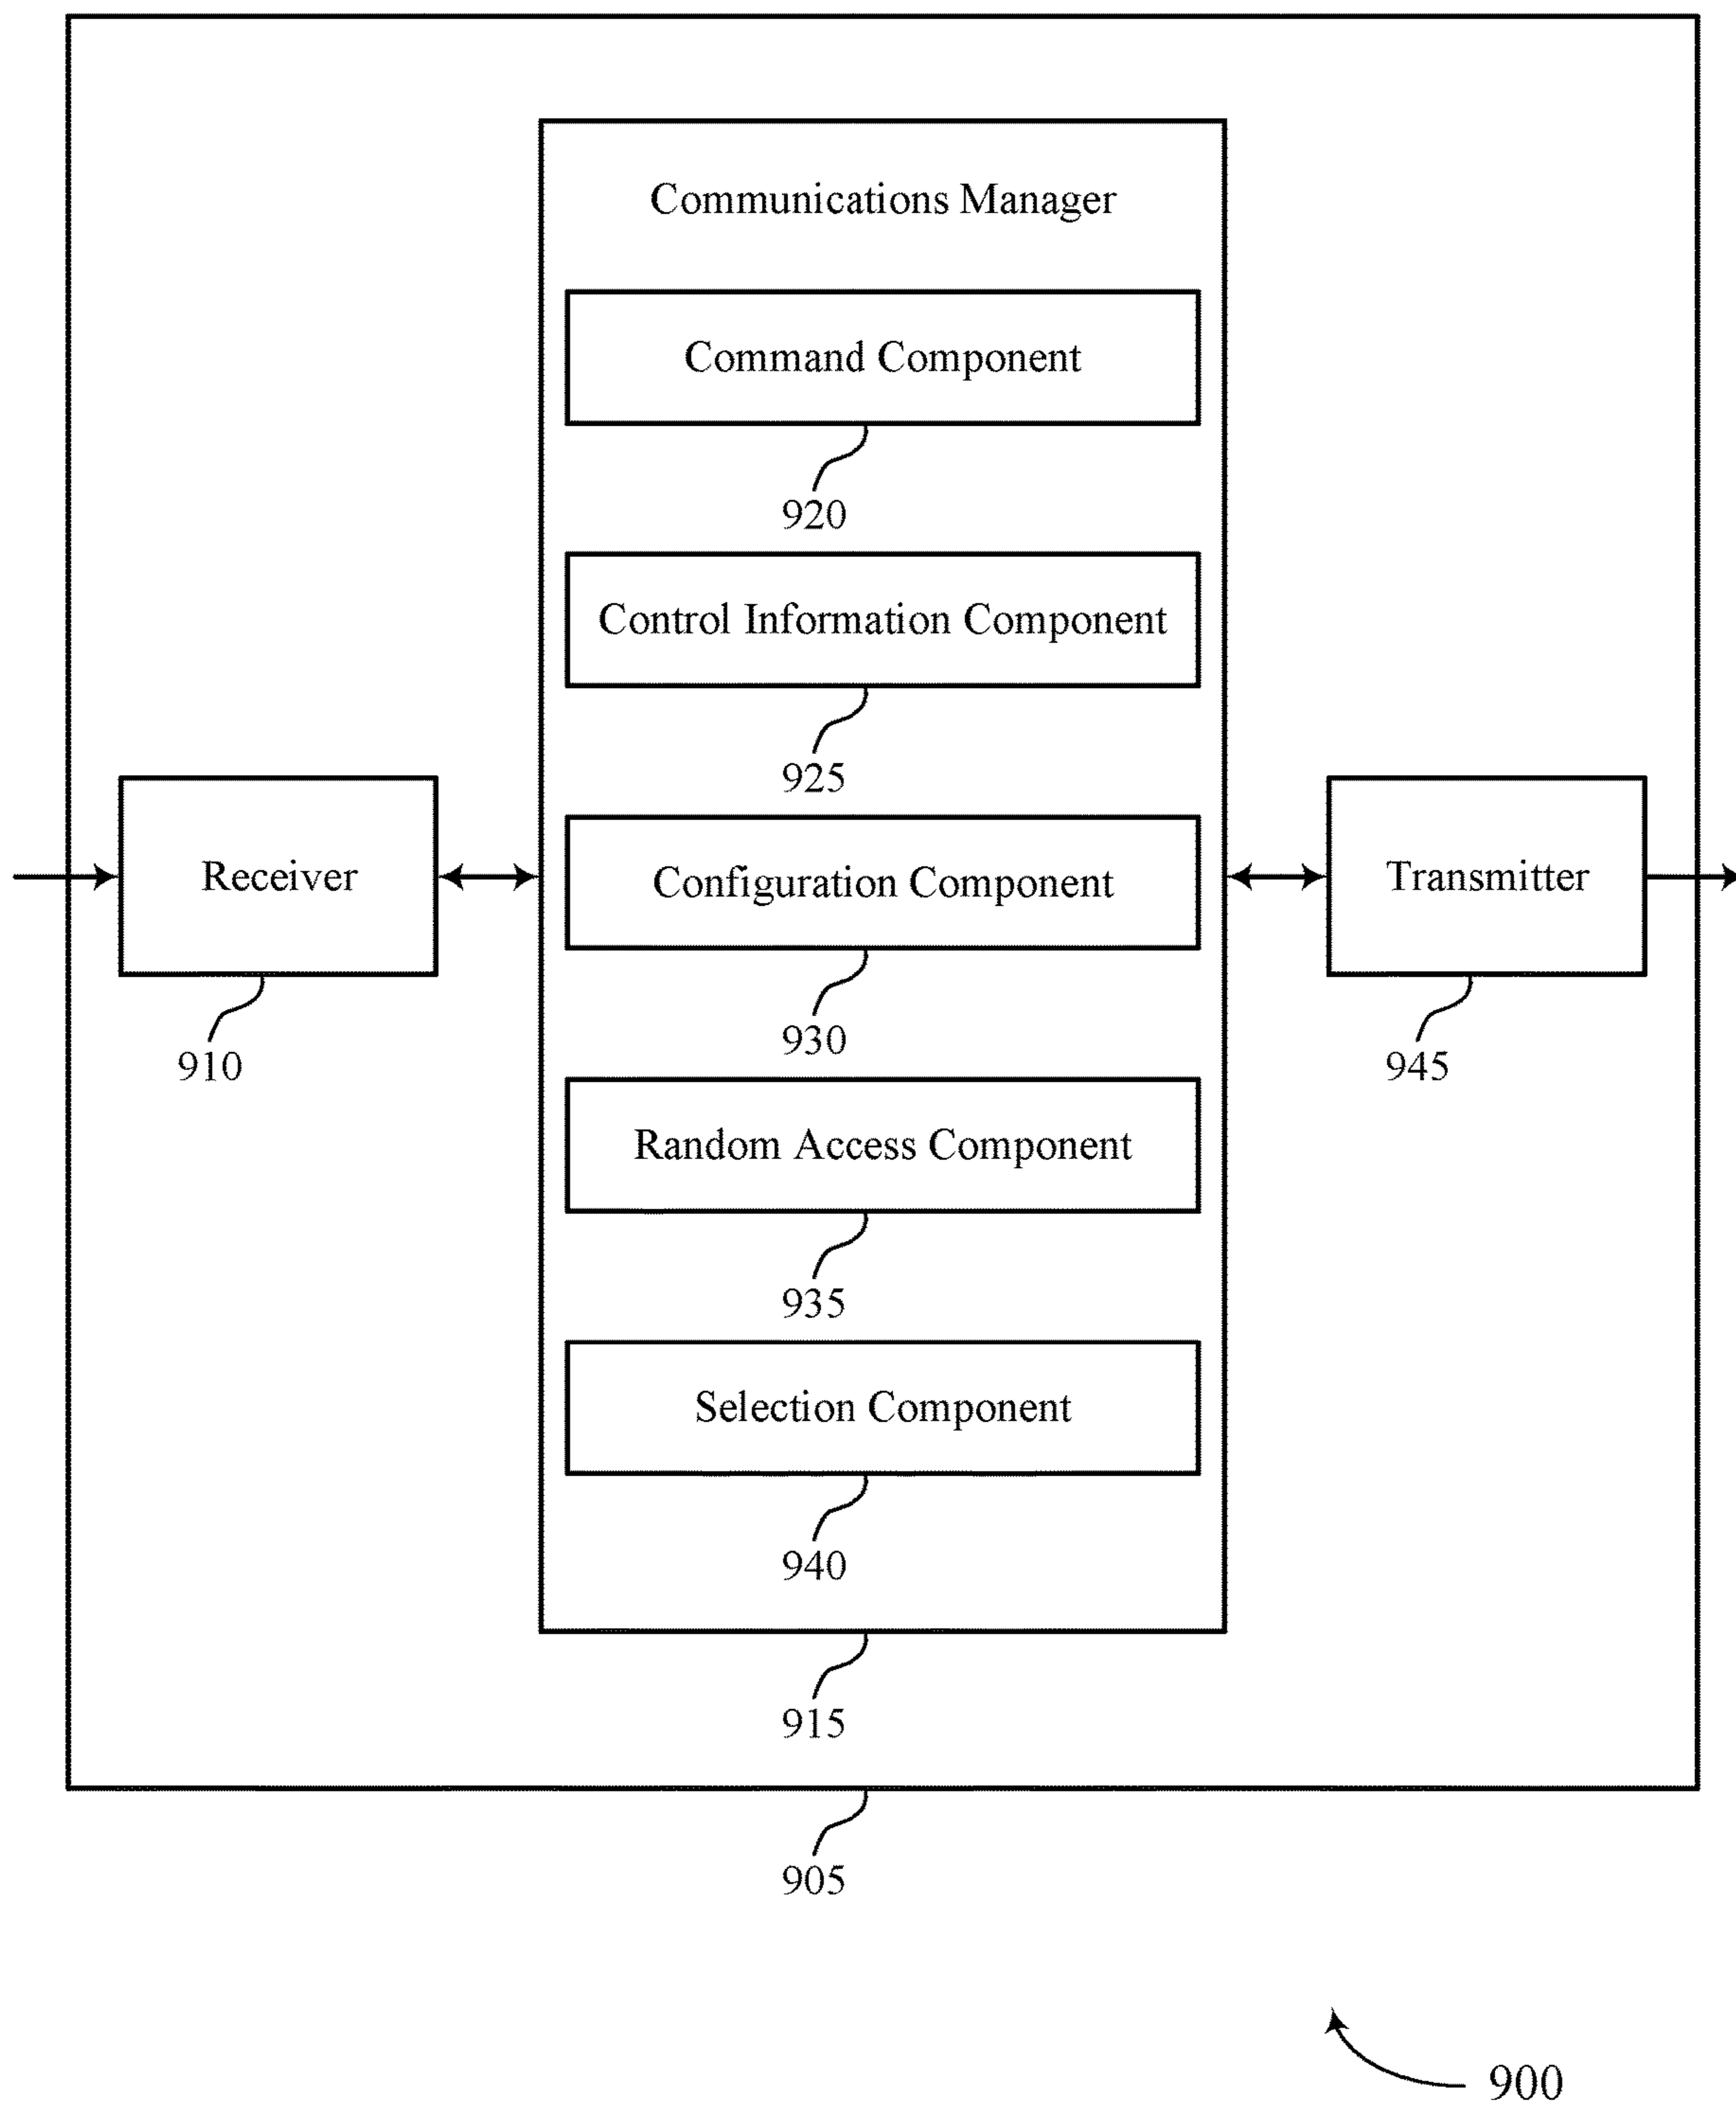 Communications Manager
Command Component
920
Control Information Component
925
Receiver
910
Configuration Component
930
Transmitter
945
Random Access Component
935
Selection Component
940
915
905
900